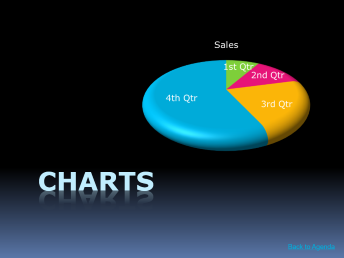 Sales
1st Qtr
2nd Qtr
3rd Qtr
4th Qtr
CHARTS
Back to Agenda